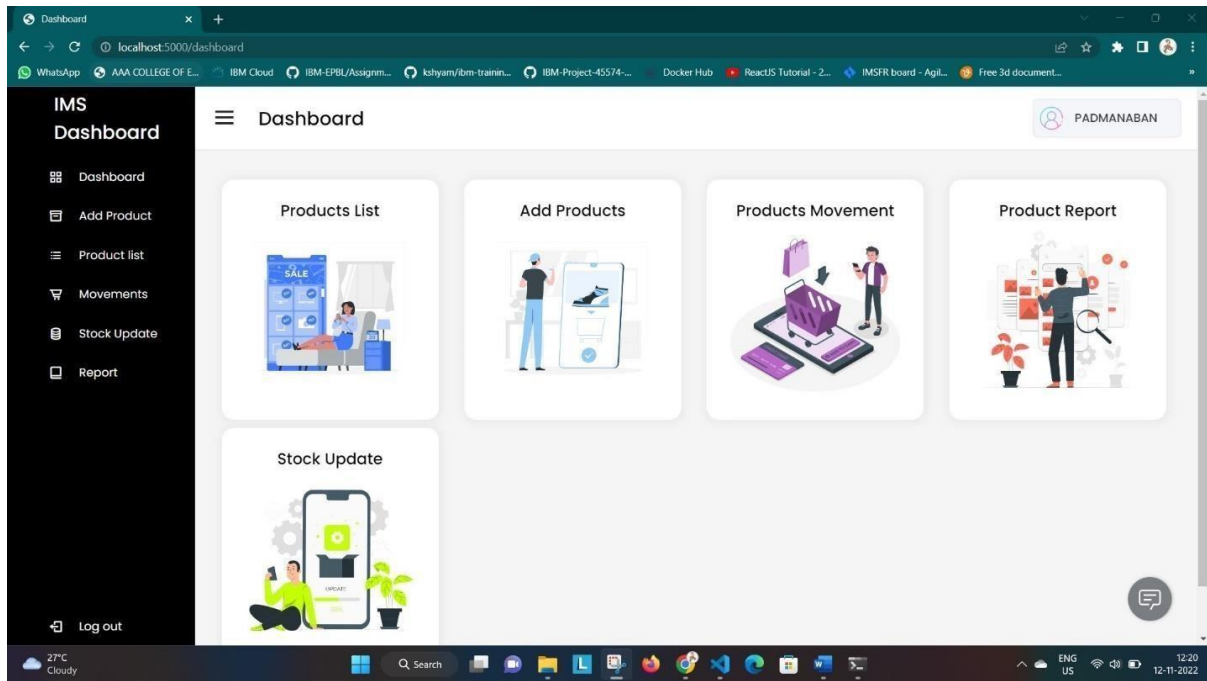 Dashboard
localhost:5000/dashboard
WhatsApp AAA COLLEGE OF E... IBM Cloud IBM-EPBL/Assignm... kshyam/ibm-trainin... IBM-Project-45574-... Docker Hub ReactJS Tutorial - 2... IMSFR board - Agil... Free 3d document...
IMS
Dashboard
Dashboard
Add Product
Product list
Movements
Stock Update
Report
Log out
Dashboard
PADMANABAN
Products List
SALE
Add Products
Products Movement
Product Report
Stock Update
UPDATE
27°C
Cloudy
Search
ENG
US
12:20
12-11-2022